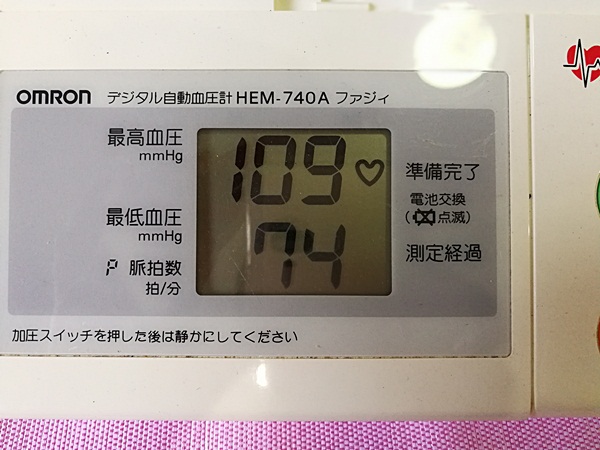 OMRON デジタル自動血圧計 HEM-740A ファジィ
最高血圧
mmHg
109
準備完了
電池交換
(点滅)
最低血圧
mmHg
74
測定経過
P 脈拍数
拍/分
加圧スイッチを押した後は静かにしてください